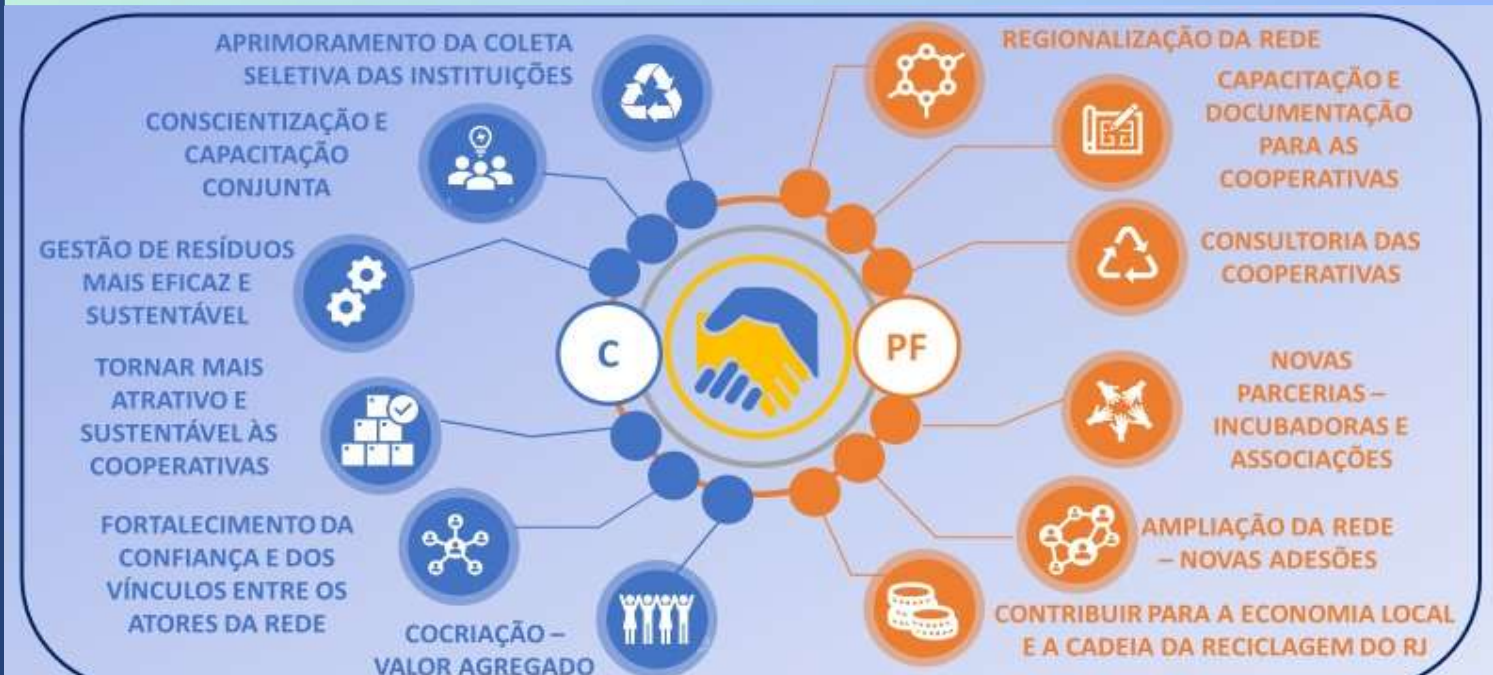 APRIMORAMENTO DA COLETA
SELETIVA DAS INSTITUIÇÕES
CONSCIENTIZAÇÃO E
CAPACITAÇÃO
CONJUNTA
GESTÃO DE RESÍDUOS
MAIS EFICAZ E
SUSTENTÁVEL
TORNAR MAIS
ATRATIVO E
SUSTENTÁVEL ÀS
COOPERATIVAS
FORTALECIMENTO DA
CONFIANÇA E DOS
VÍNCULOS ENTRE OS
ATORES DA REDE
COCRIAÇÃO –
VALOR AGREGADO
C
PF
REGIONALIZAÇÃO DA REDE
CAPACITAÇÃO E
DOCUMENTAÇÃO
PARA AS
COOPERATIVAS
CONSULTORIA DAS
COOPERATIVAS
NOVAS
PARCERIAS –
INCUBADORAS E
ASSOCIAÇÕES
AMPLIAÇÃO DA REDE
– NOVAS ADESÕES
CONTRIBUIR PARA A ECONOMIA LOCAL
E A CADEIA DA RECICLAGEM DO RJ